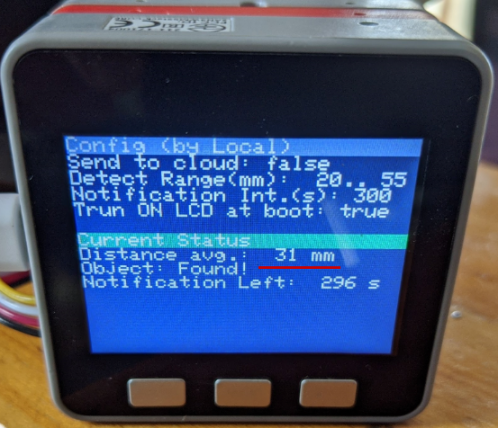 Config (by Local)
Send to cloud: false
Detect Range(mm): 20.. 55
Notification Int.(s): 300
Trun ON LCD at boot: true
Current Status
Distance avg.: 31 mm
Object: Found!
Notification Left: 296 s